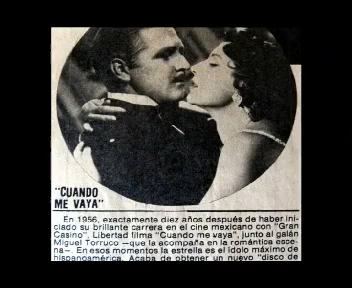 "CUANDO
ME VAYA"
En 1956, exactamente diez años después de haber ini-
ciado su brillante carrera en el cine mexicano con "Gran
Casino", Libertad filma "Cuando me vaya", junto al galán
Miguel Torruco —que la acompaña en la romántica esce-
na—. En esos momentos la estrella es el ídolo máximo de
hispanoamérica. Acaba de obtener un nuevo "disco de